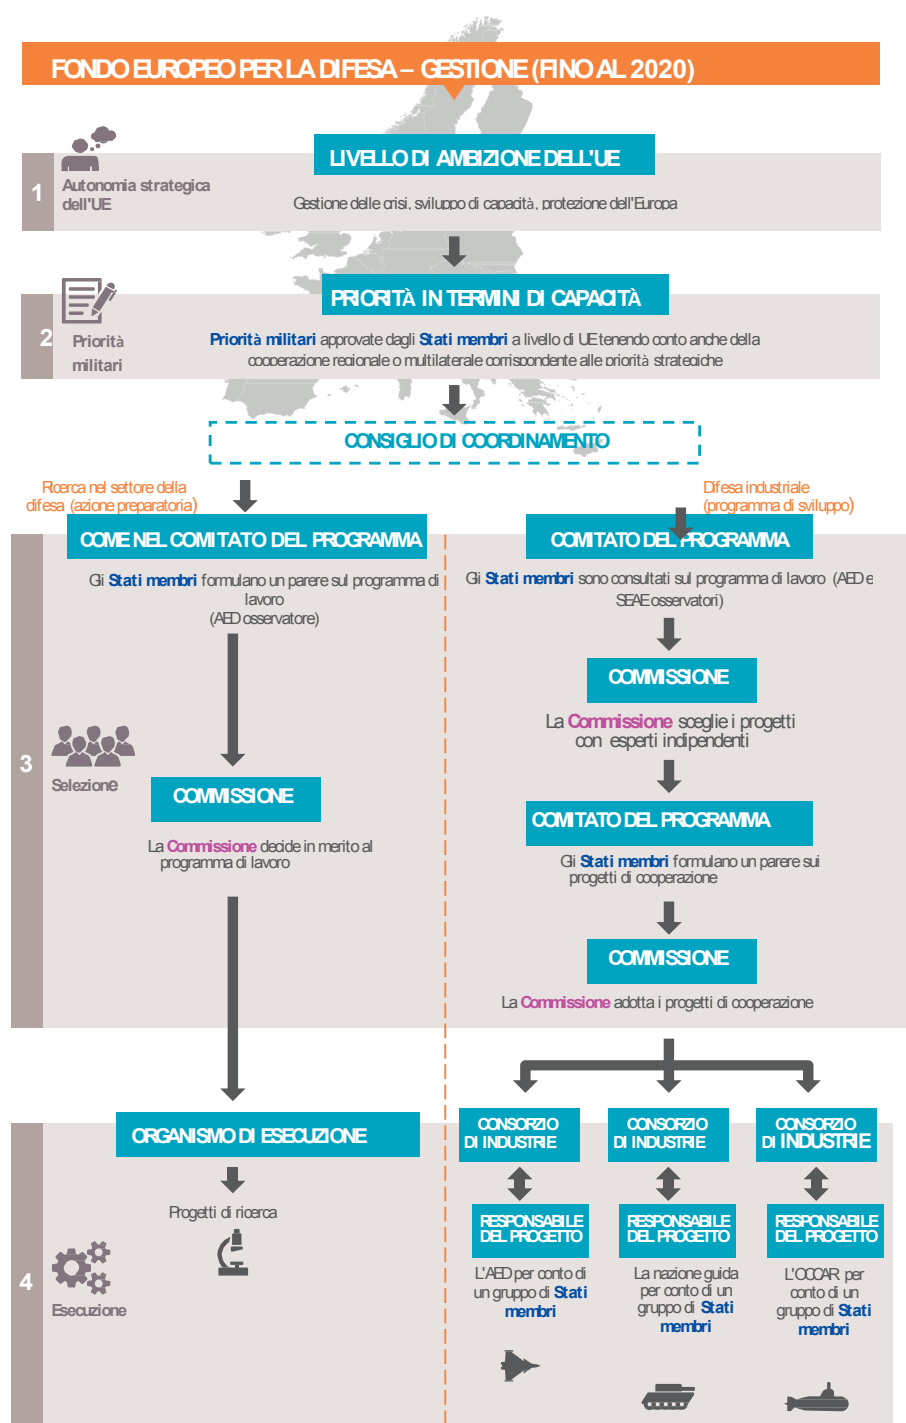 FONDO EUROPEO PER LA DIFESA – GESTIONE (FINO AL 2020)
LIVELLO DI AMBIZIONE DELL'UE
1
Autonomia strategica
dell'UE
Gestione delle crisi, sviluppo di capacità, protezione dell'Europa
PRIORITÀ IN TERMINI DI CAPACITÀ
2
Priorità
militari
Priorità militari approvate dagli Stati membri a livello di UE tenendo conto anche della
cooperazione regionale o multilaterale corrispondente alle priorità strategiche
CONSIGLIO DI COORDINAMENTO
Ricerca nel settore della
difesa (azione preparatoria)
Difesa industriale
(programma di sviluppo)
3
Selezione
COME NEL COMITATO DEL PROGRAMMA
Gli Stati membri formulano un parere sul programma di
lavoro
(AED osservatore)
COMMISSIONE
La Commissione decide in merito al
programma di lavoro
COMITATO DEL PROGRAMMA
Gli Stati membri sono consultati sul programma di lavoro (AED e
SEAE osservatori)
COMMISSIONE
La Commissione sceglie i progetti
con esperti indipendenti
COMITATO DEL PROGRAMMA
Gli Stati membri formulano un parere sui
progetti di cooperazione
COMMISSIONE
La Commissione adotta i progetti di cooperazione
4
Esecuzione
ORGANISMO DI ESECUZIONE
Progetti di ricerca
CONSORZIO
DI INDUSTRIE
RESPONSABILE
DEL PROGETTO
L'AED per conto di
un gruppo di Stati
membri
CONSORZIO
DI INDUSTRIE
RESPONSABILE
DEL PROGETTO
La nazione guida
per conto di un
gruppo di Stati
membri
CONSORZIO
DI INDUSTRIE
RESPONSABILE
DEL PROGETTO
L'OCCAR per
conto di un
gruppo di Stati
membri